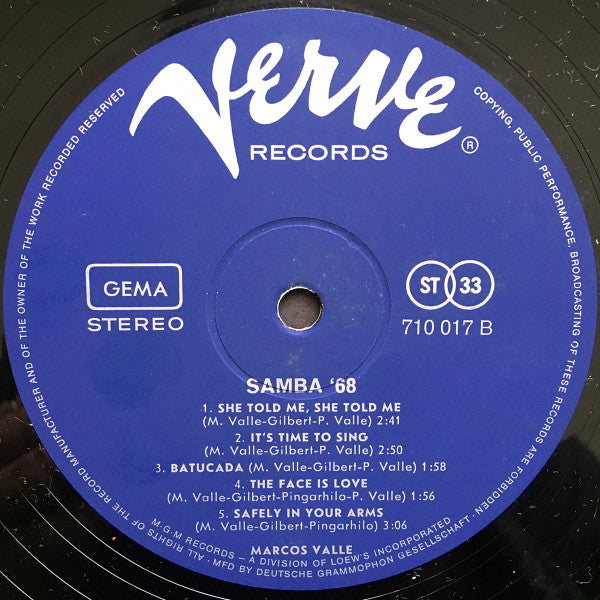 Verve
RECORDS
®
GEMA
STEREO
ST 33
710 017 B
SAMBA '68
1. SHE TOLD ME, SHE TOLD ME
(M. Valle-Gilbert-P. Valle) 2:41
2. IT'S TIME TO SING
(M. Valle-Gilbert-P. Valle) 2:50
3. BATUCADA (M. Valle-Gilbert-P. Valle) 1:58
4. THE FACE IS LOVE
(M. Valle-Gilbert-Pingarhilo-P. Valle) 1:56
5. SAFELY IN YOUR ARMS
(M. Valle-Gilbert-Pingarhilo) 3:06
MARCOS VALLE
M.G.M RECORDS – A DIVISION OF LOEW'S INCORPORATED
ALL RIGHTS OF THE RECORD MANUFACTURER AND OF THE OWNER OF THE WORK RECORDED RESERVED
COPYING, PUBLIC PERFORMANCE, BROADCASTING OF THESE RECORDS ARE FORBIDDEN
· MFD BY DEUTSCHE GRAMMOPHON GESELLSCHAFT ·